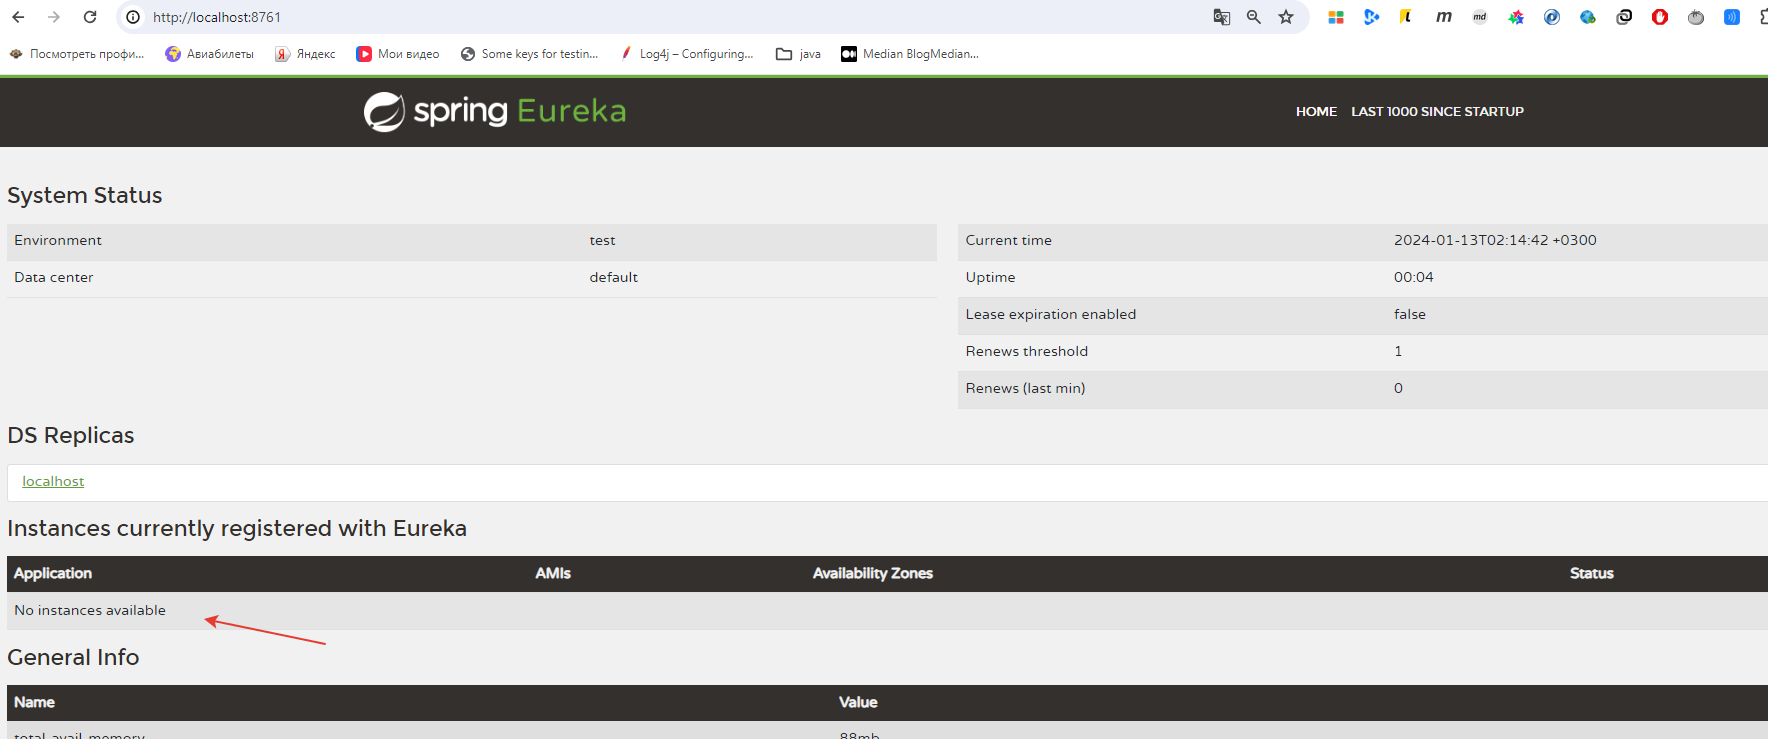 http://localhost:8761
Посмотреть профи... Авиабилеты Яндекс Мои видео Some keys for testin... Log4j – Configuring... java Median BlogMedian...
spring Eureka HOME LAST 1000 SINCE STARTUP
System Status
Environment test Current time 2024-01-13T02:14:42 +0300
Data center default Uptime 00:04
Lease expiration enabled false
Renews threshold 1
Renews (last min) 0
DS Replicas
localhost
Instances currently registered with Eureka
Application AMIs Availability Zones Status
No instances available
General Info
Name Value
total-avail-memory 88mb